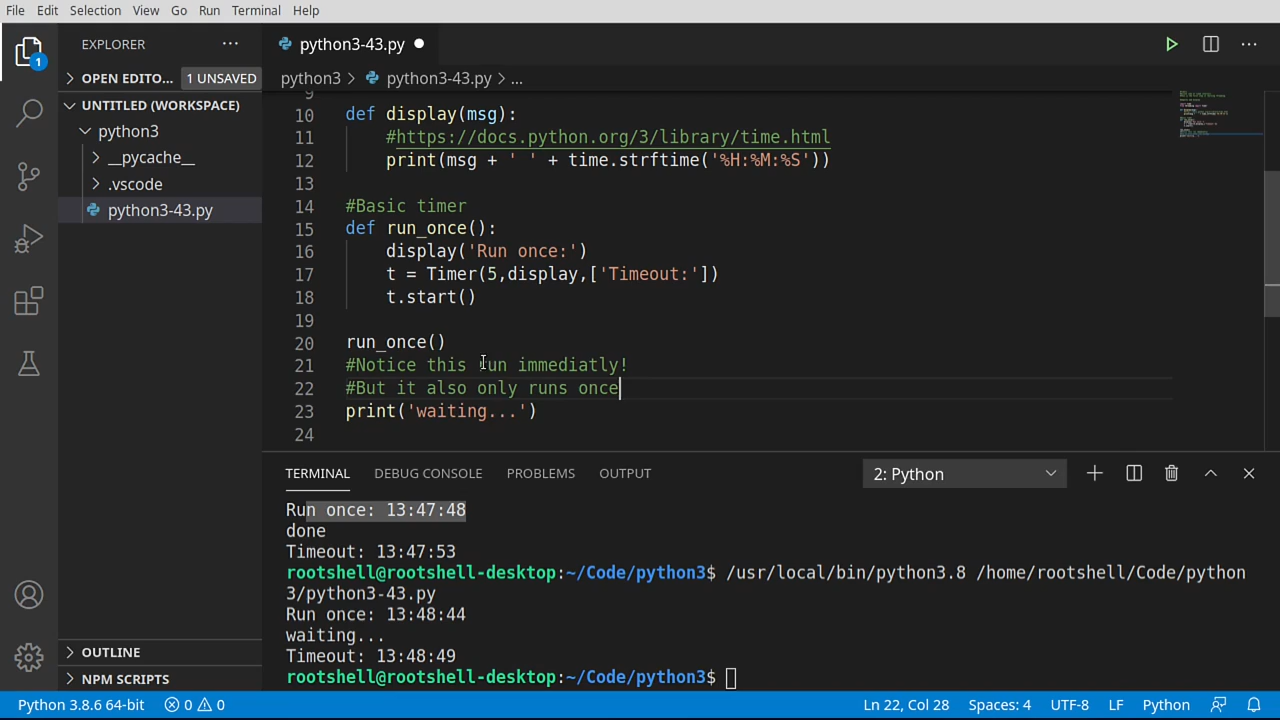 File Edit Selection View Go Run Terminal Help
EXPLORER
python3-43.py
OPEN EDITO... 1 UNSAVED
python3 > python3-43.py > ...
UNTITLED (WORKSPACE)
python3
__pycache__
.vscode
python3-43.py
1
9
10 def display(msg):
11 #https://docs.python.org/3/library/time.html
12 print(msg + ' ' + time.strftime('%H:%M:%S'))
13
14 #Basic timer
15 def run_once():
16 display('Run once:')
17 t = Timer(5,display,['Timeout:'])
18 t.start()
19
20 run_once()
21 #Notice this run immediatly!
22 #But it also only runs once
23 print('waiting...')
24
TERMINAL DEBUG CONSOLE PROBLEMS OUTPUT 2: Python
Run once: 13:47:48
done
Timeout: 13:47:53
rootshell@rootshell-desktop:~/Code/python3$ /usr/local/bin/python3.8 /home/rootshell/Code/python
3/python3-43.py
Run once: 13:48:44
waiting...
Timeout: 13:48:49
rootshell@rootshell-desktop:~/Code/python3$
OUTLINE
NPM SCRIPTS
Python 3.8.6 64-bit 0 0 Ln 22, Col 28 Spaces: 4 UTF-8 LF Python